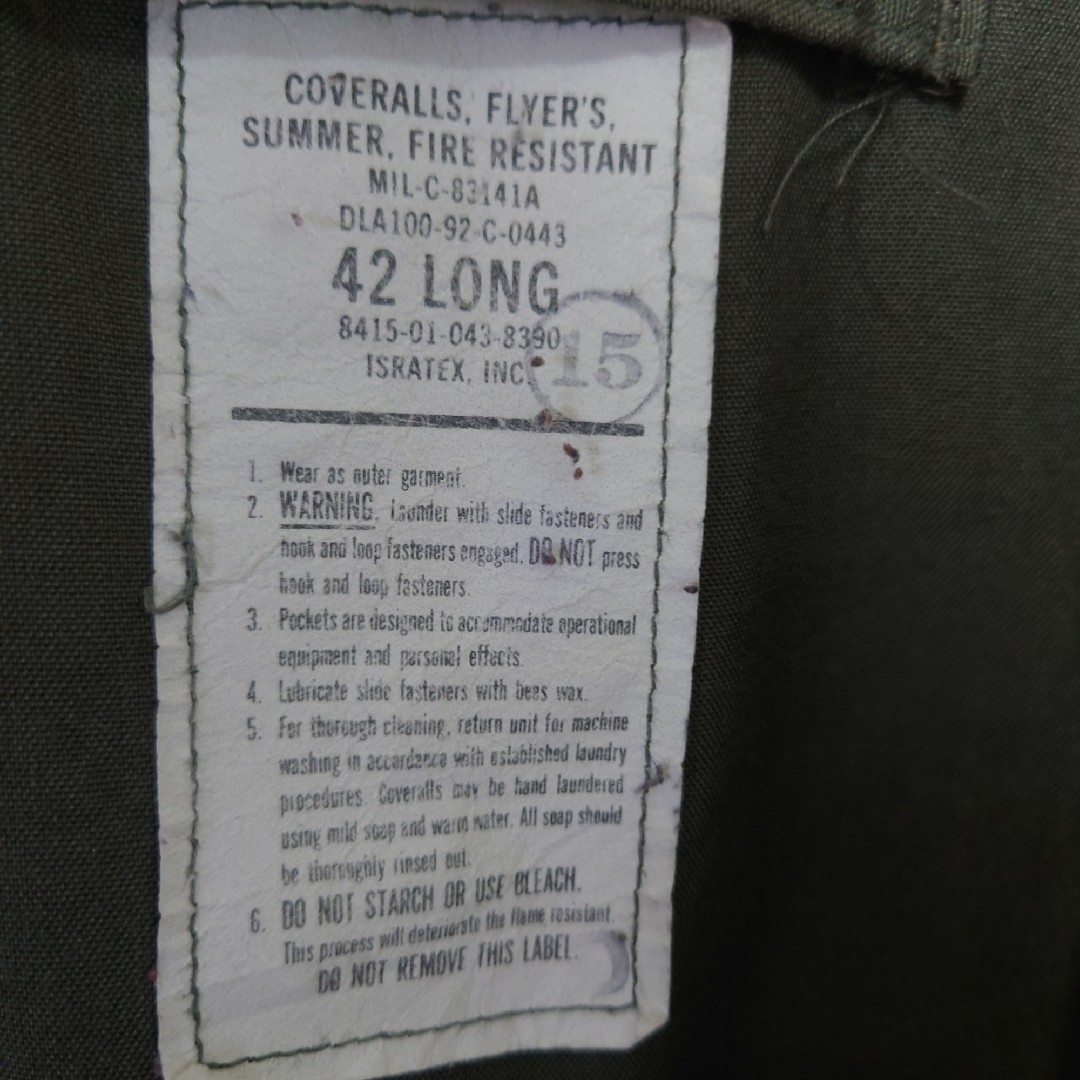 COVERALLS, FLYER'S,
SUMMER, FIRE RESISTANT
MIL-C-83141A
DLA100-92-C-0443
42 LONG
8415-01-043-8390
15
ISRATEX, INC.
1. Wear as outer garment.
2. WARNING. Launder with slide fasteners and
hook and loop fasteners engaged. DO NOT press
hook and loop fasteners.
3. Pockets are designed to accommodate operational
equipment and personal effects.
4. Lubricate slide fasteners with bees wax.
5. For thorough cleaning, return unit for machine
washing in accordance with established laundry
procedures. Coveralls may be hand laundered
using mild soap and warm water. All soap should
be thoroughly rinsed out.
6. DO NOT STARCH OR USE BLEACH.
This process will deteriorate the flame resistant.
DO NOT REMOVE THIS LABEL.